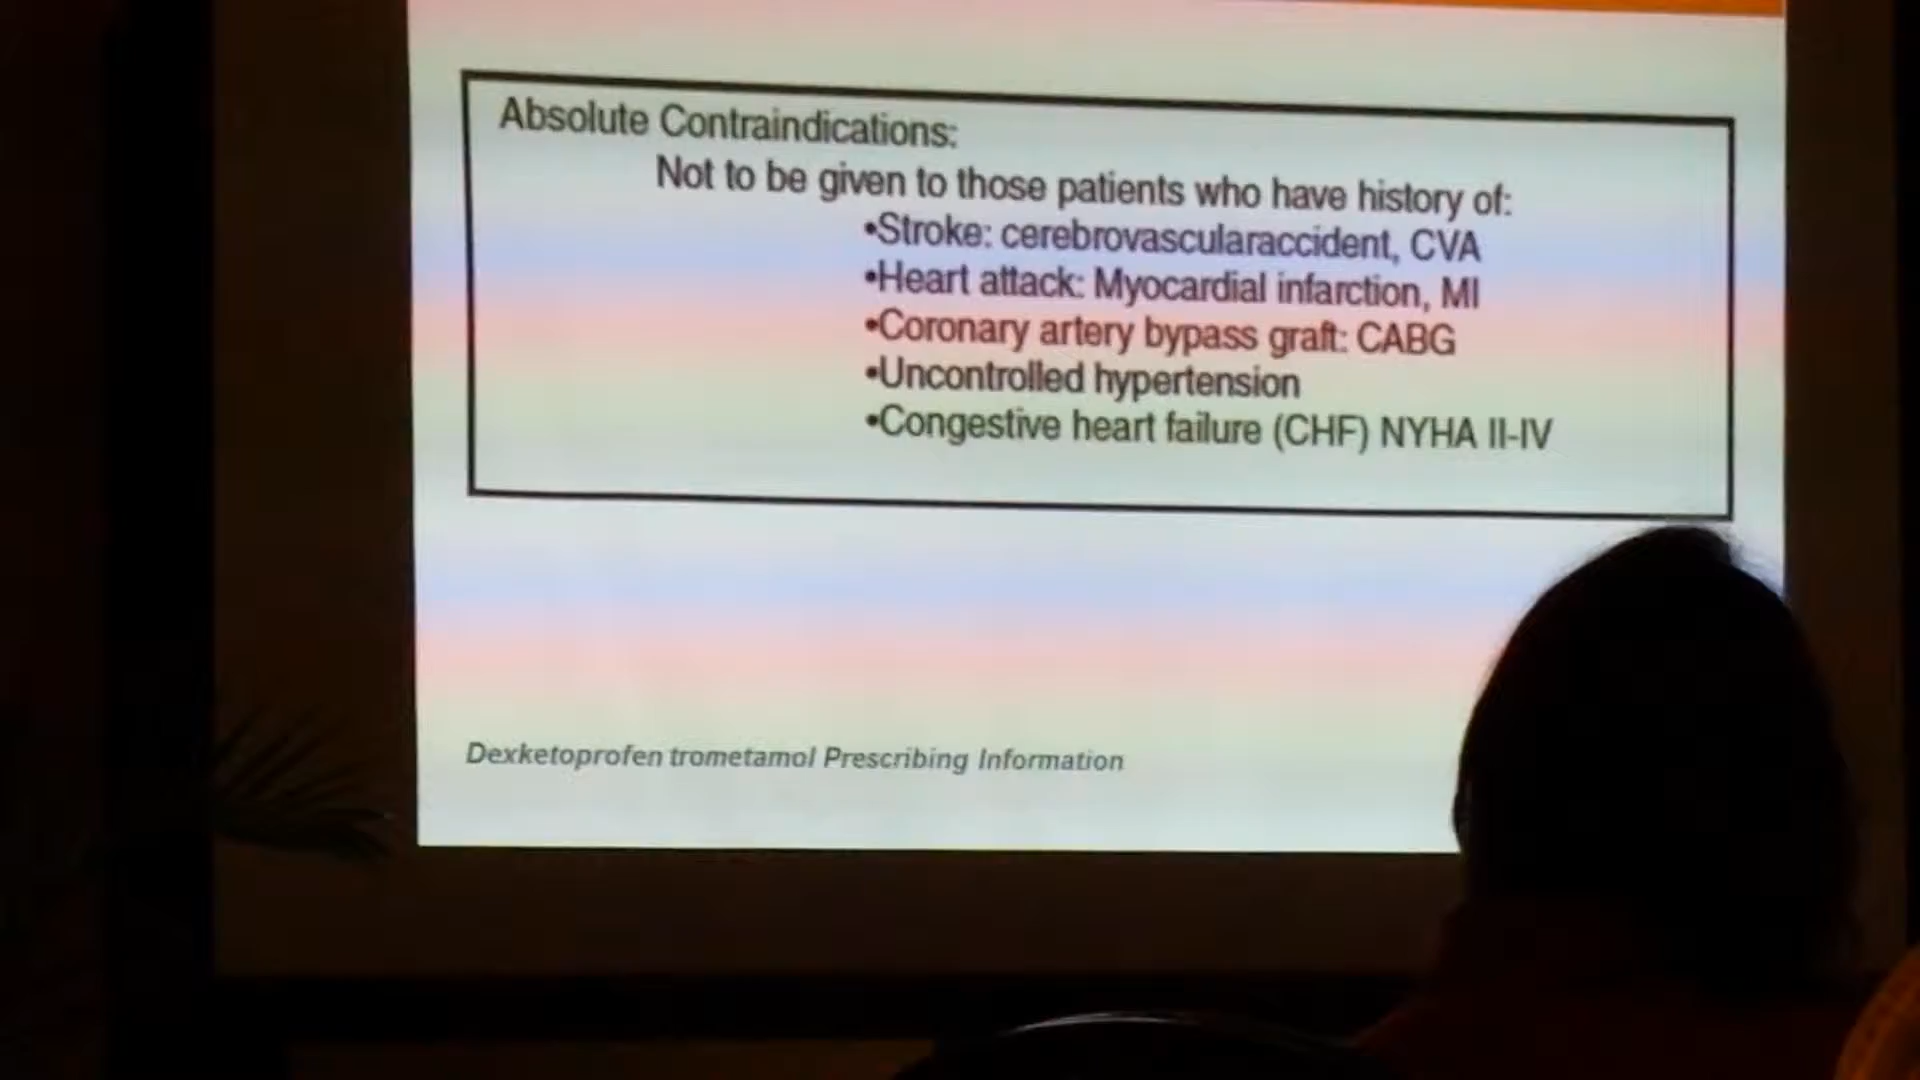 Absolute Contraindications:
Not to be given to those patients who have history of:
•Stroke: cerebrovascularaccident, CVA
•Heart attack: Myocardial infarction, MI
•Coronary artery bypass graft: CABG
•Uncontrolled hypertension
•Congestive heart failure (CHF) NYHA II-IV
Dexketoprofen trometamol Prescribing Information